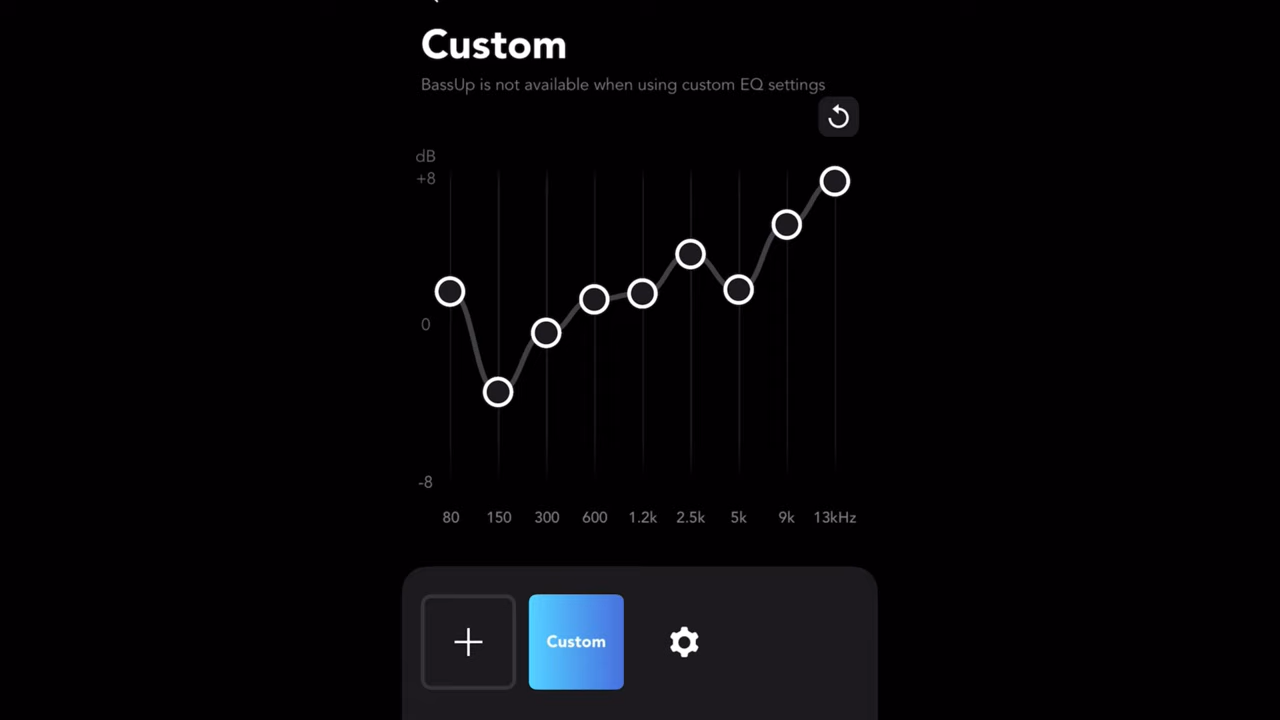 Custom
BassUp is not available when using custom EQ settings
dB
+8
0
-8
80 150 300 600 1.2k 2.5k 5k 9k 13kHz
Custom